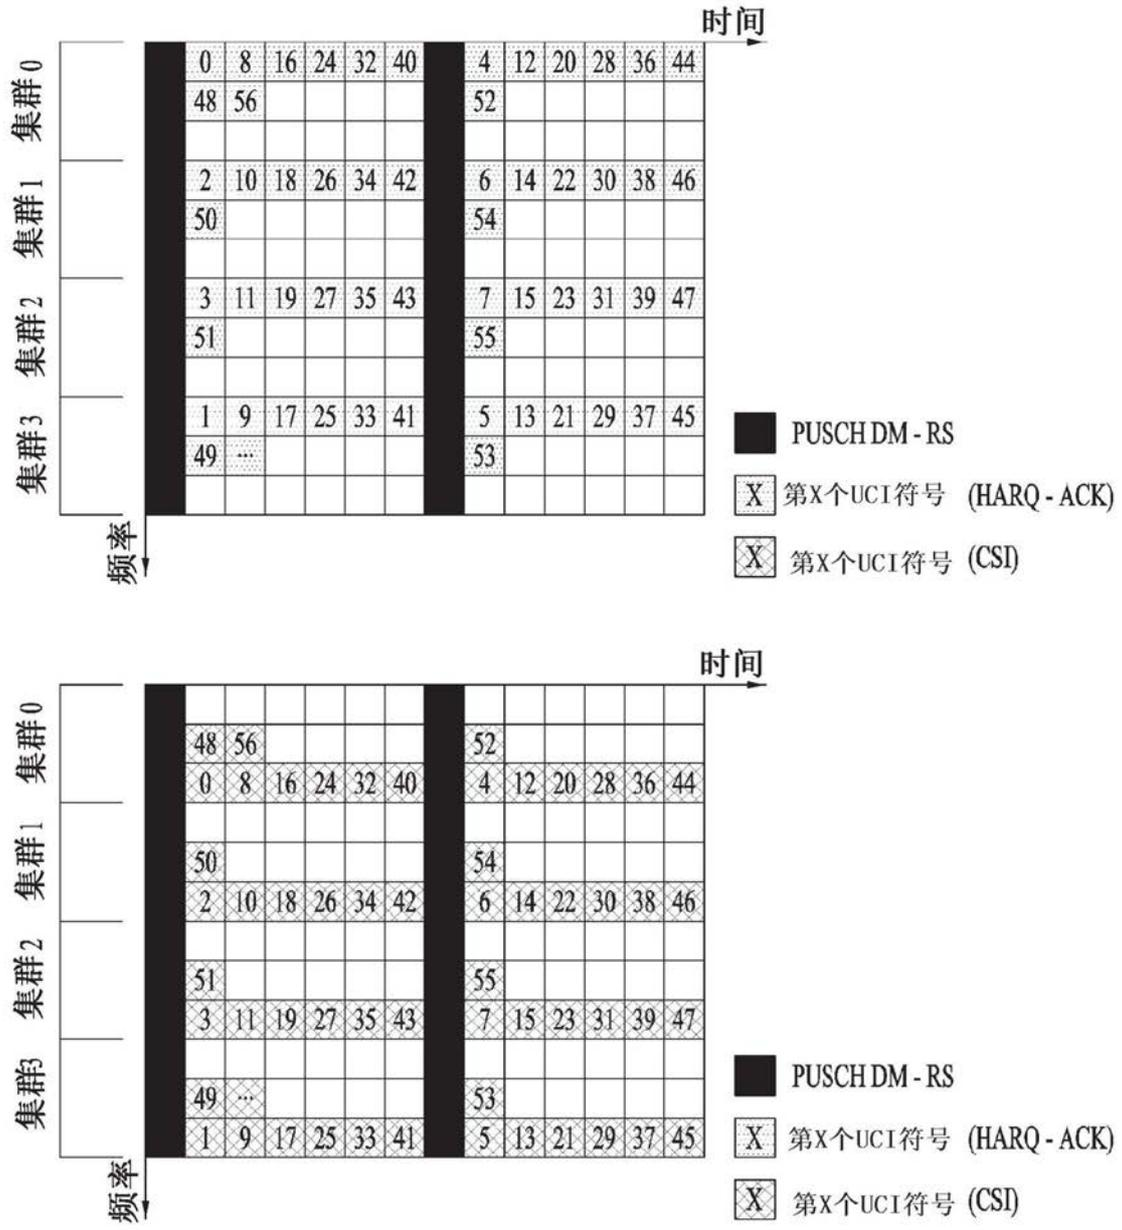 时间
集群0
0 8 16 24 32 40 4 12 20 28 36 44
48 56 52
集群1
2 10 18 26 34 42 6 14 22 30 38 46
50 54
集群2
3 11 19 27 35 43 7 15 23 31 39 47
51 55
集群3
1 9 17 25 33 41 5 13 21 29 37 45
49 ... 53
频率
PUSCH DM - RS
X 第X个UCI符号 (HARQ - ACK)
X 第X个UCI符号 (CSI)
时间
集群0
48 56 52
0 8 16 24 32 40 4 12 20 28 36 44
集群1
50 54
2 10 18 26 34 42 6 14 22 30 38 46
集群2
51 55
3 11 19 27 35 43 7 15 23 31 39 47
集群3
49 ... 53
1 9 17 25 33 41 5 13 21 29 37 45
频率
PUSCH DM - RS
X 第X个UCI符号 (HARQ - ACK)
X 第X个UCI符号 (CSI)